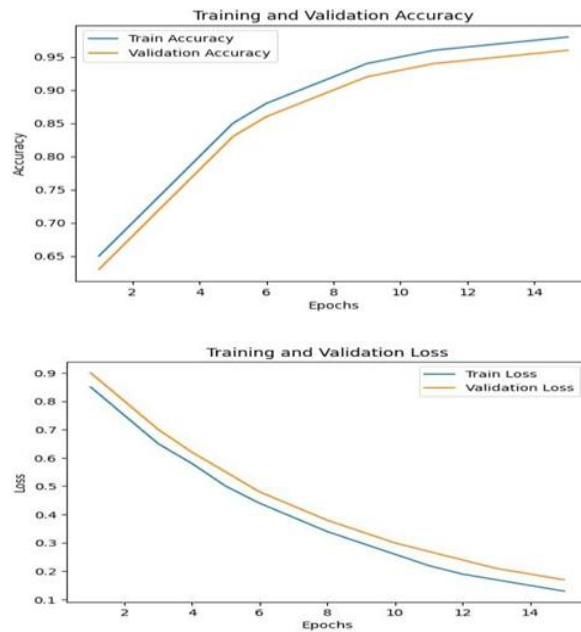 Training and Validation Accuracy
Train Accuracy
Validation Accuracy
0.95
0.90
0.85
0.80
0.75
0.70
0.65
Accuracy
2 4 6 8 10 12 14
Epochs
Training and Validation Loss
Train Loss
Validation Loss
0.9
0.8
0.7
0.6
0.5
0.4
0.3
0.2
0.1
Loss
2 4 6 8 10 12 14
Epochs